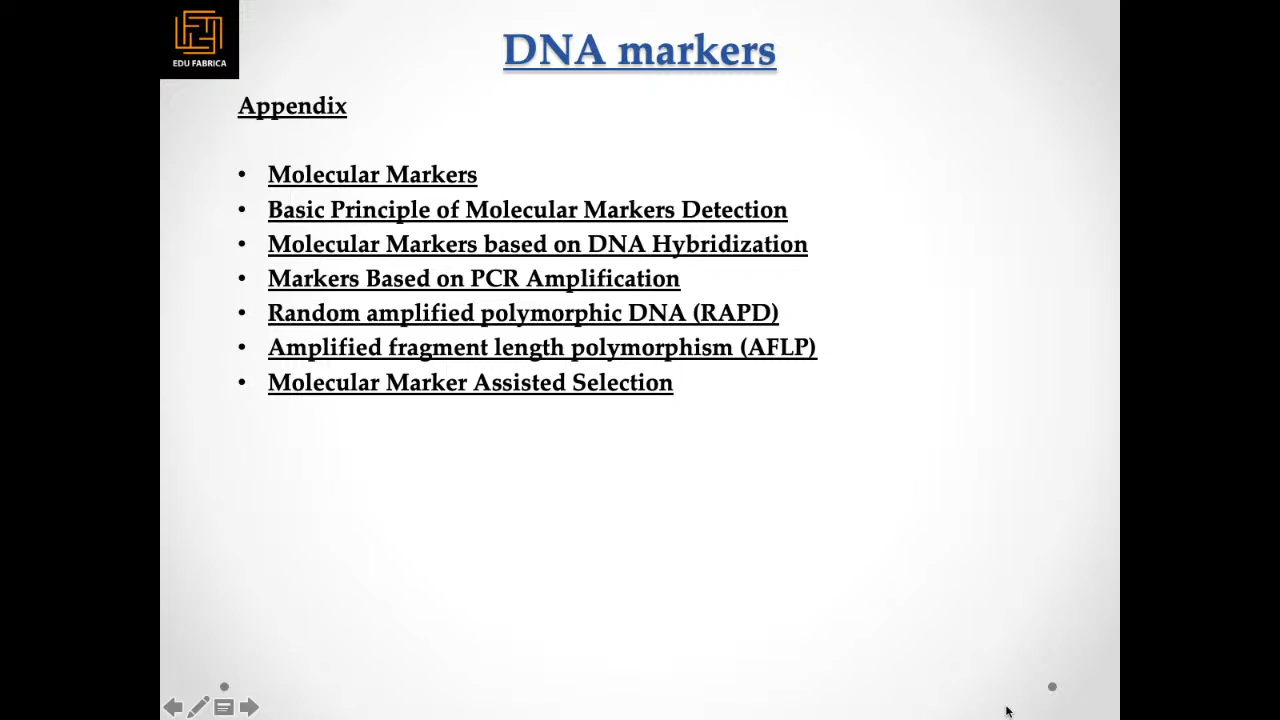 EDU FABRICA
DNA markers
Appendix
• Molecular Markers
• Basic Principle of Molecular Markers Detection
• Molecular Markers based on DNA Hybridization
• Markers Based on PCR Amplification
• Random amplified polymorphic DNA (RAPD)
• Amplified fragment length polymorphism (AFLP)
• Molecular Marker Assisted Selection